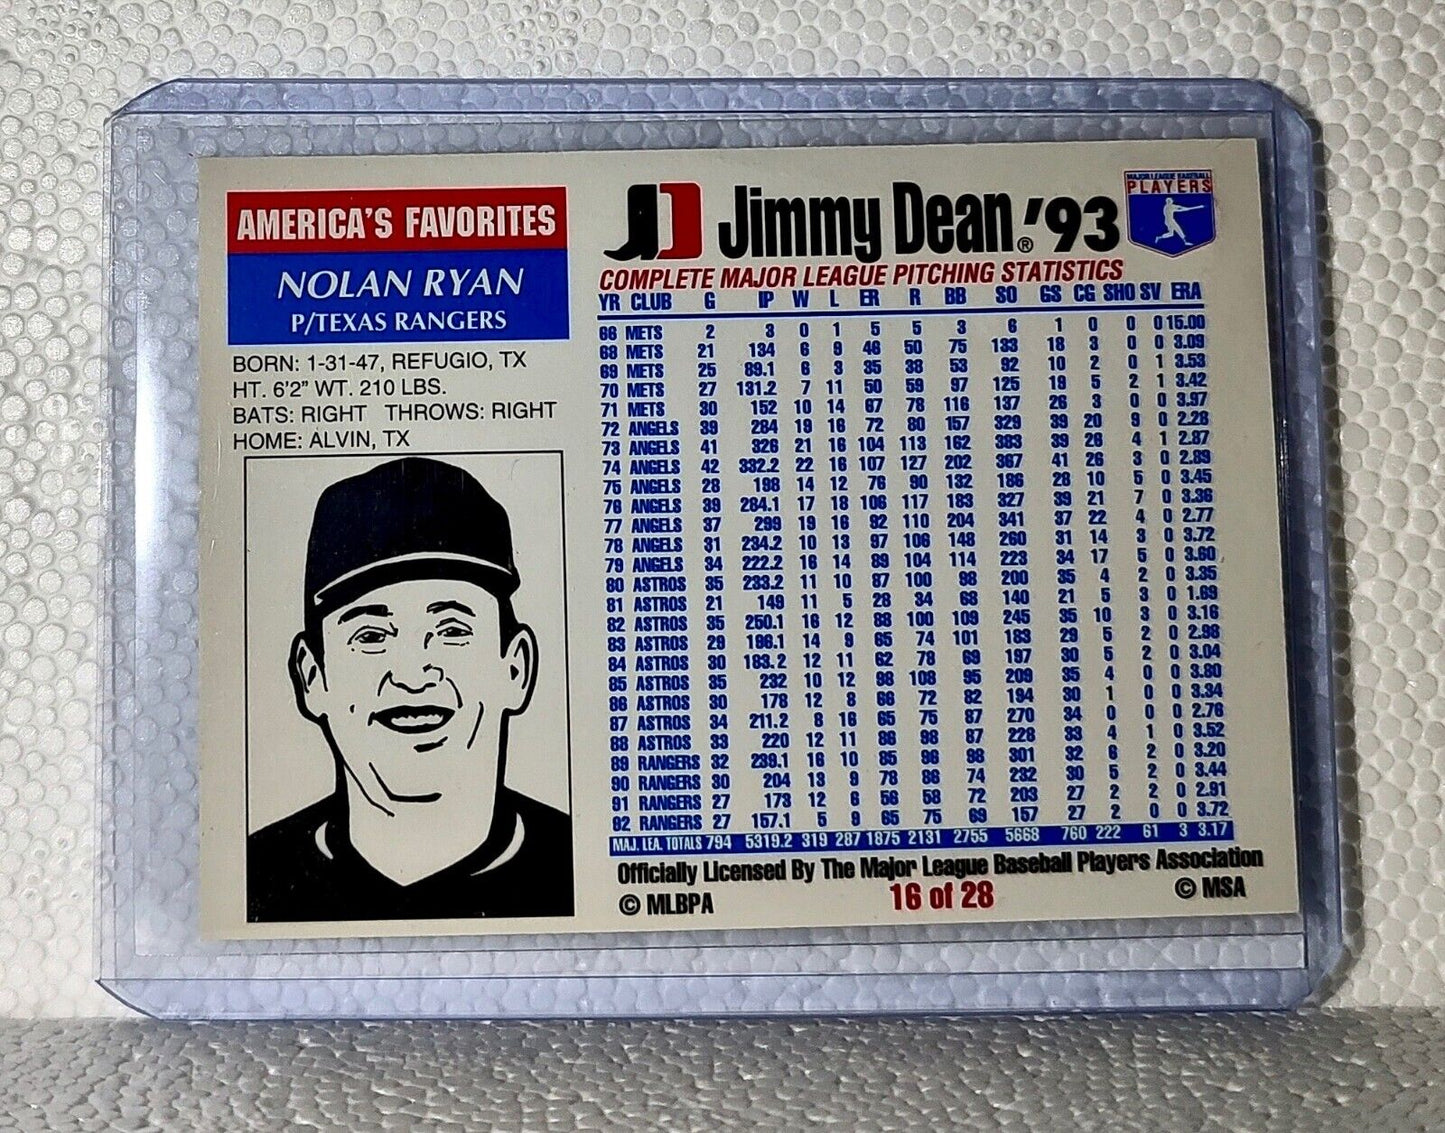 AMERICA'S FAVORITES
NOLAN RYAN
P/TEXAS RANGERS
BORN: 1-31-47, REFUGIO, TX
HT. 6'2" WT. 210 LBS.
BATS: RIGHT THROWS: RIGHT
HOME: ALVIN, TX
Jimmy Dean®'93
MAJOR LEAGUE BASEBALL
PLAYERS
COMPLETE MAJOR LEAGUE PITCHING STATISTICS
YR CLUB G IP W L ER R BB SO GS CG SHO SV ERA
66 METS 2 3 0 1 5 5 3 6 1 0 0 0 15.00
68 METS 21 134 6 9 46 50 75 133 18 3 0 0 3.09
69 METS 25 89.1 6 3 35 38 53 92 10 2 0 1 3.53
70 METS 27 131.2 7 11 50 59 97 125 19 5 2 1 3.42
71 METS 30 152 10 14 67 78 116 137 26 3 0 0 3.97
72 ANGELS 39 284 19 16 72 80 157 329 39 20 9 0 2.28
73 ANGELS 41 326 21 16 104 113 162 383 39 26 4 1 2.87
74 ANGELS 42 332.2 22 16 107 127 202 367 41 26 3 0 2.89
75 ANGELS 28 198 14 12 76 90 132 186 28 10 5 0 3.45
76 ANGELS 39 284.1 17 18 106 117 183 327 39 21 7 0 3.36
77 ANGELS 37 299 19 16 92 110 204 341 37 22 4 0 2.77
78 ANGELS 31 234.2 10 13 97 106 148 260 31 14 3 0 3.72
79 ANGELS 34 222.2 16 14 89 104 114 223 34 17 5 0 3.60
80 ASTROS 35 233.2 11 10 87 100 98 200 35 4 2 0 3.35
81 ASTROS 21 149 11 5 28 34 68 140 21 5 3 0 1.69
82 ASTROS 35 250.1 16 12 88 100 109 245 35 10 3 0 3.16
83 ASTROS 29 196.1 14 9 65 74 101 183 29 5 2 0 2.98
84 ASTROS 30 183.2 12 11 62 78 69 197 30 5 2 0 3.04
85 ASTROS 35 232 10 12 98 108 95 209 35 4 0 0 3.80
86 ASTROS 30 178 12 8 66 72 82 194 30 1 0 0 3.34
87 ASTROS 34 211.2 8 16 65 75 87 270 34 0 0 0 2.76
88 ASTROS 33 220 12 11 86 98 87 228 33 4 1 0 3.52
89 RANGERS 32 239.1 16 10 85 96 98 301 32 6 2 0 3.20
90 RANGERS 30 204 13 9 78 86 74 232 30 5 2 0 3.44
91 RANGERS 27 173 12 6 56 58 72 203 27 2 2 0 2.91
92 RANGERS 27 157.1 5 9 65 75 69 157 27 2 0 0 3.72
MAJ. LEA. TOTALS 794 5319.2 319 287 1875 2131 2755 5668 760 222 61 3 3.17
Officially Licensed By The Major League Baseball Players Association
© MLBPA 16 of 28 © MSA